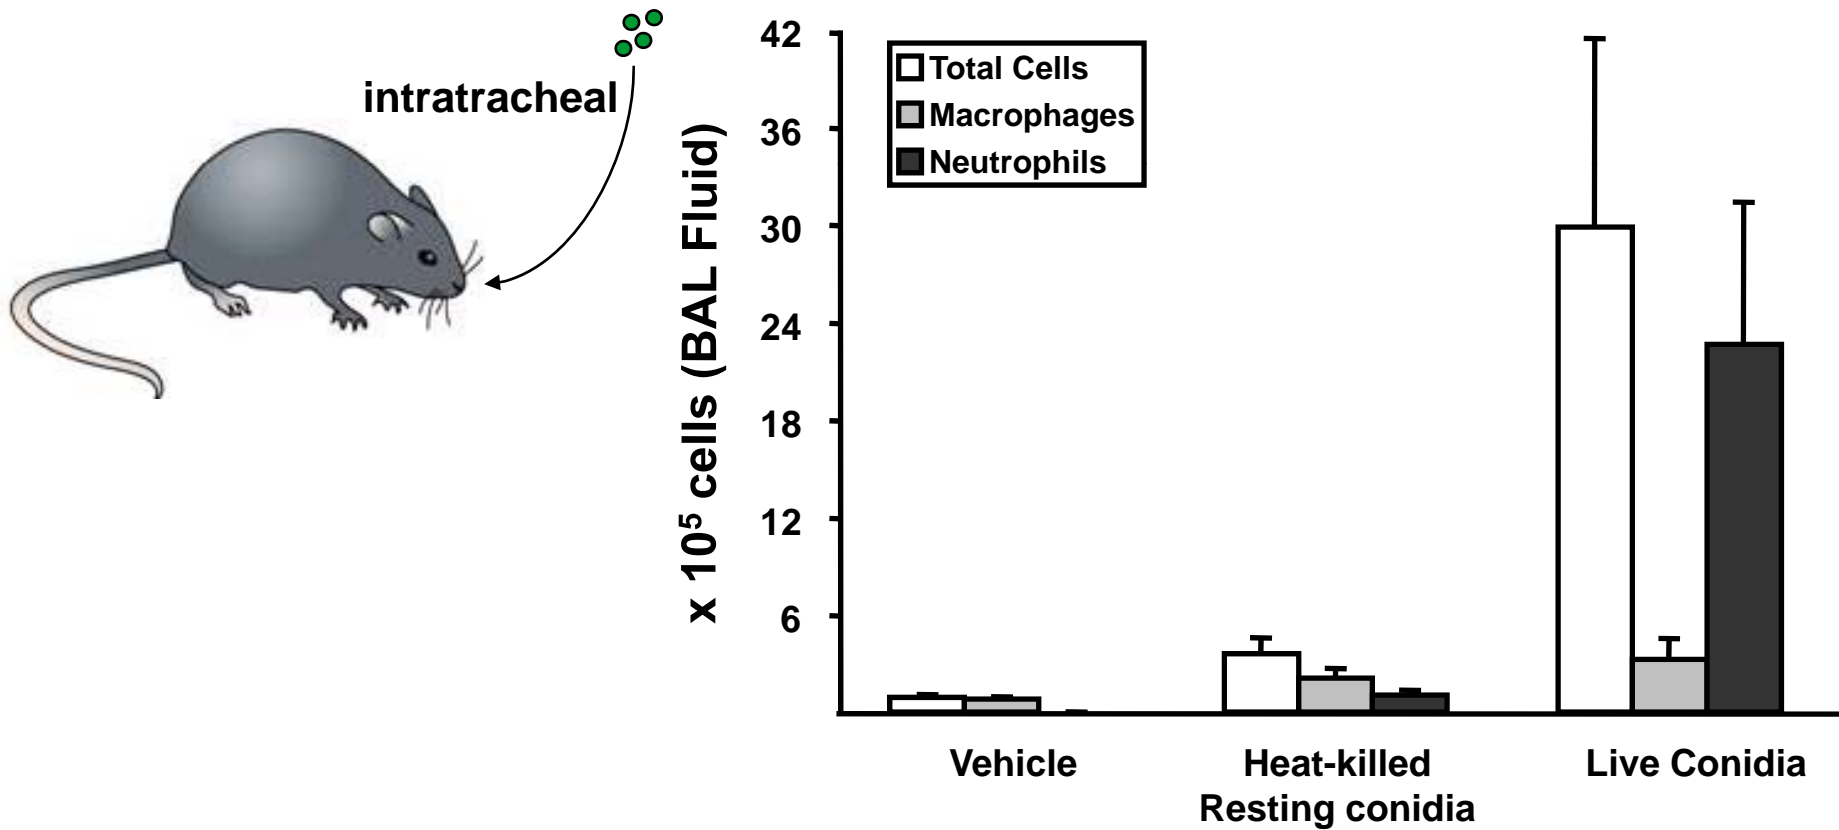 intratracheal
x 10⁵ cells (BAL Fluid)
42
36
30
24
18
12
6
Total Cells
Macrophages
Neutrophils
Vehicle
Heat-killed
Resting conidia
Live Conidia